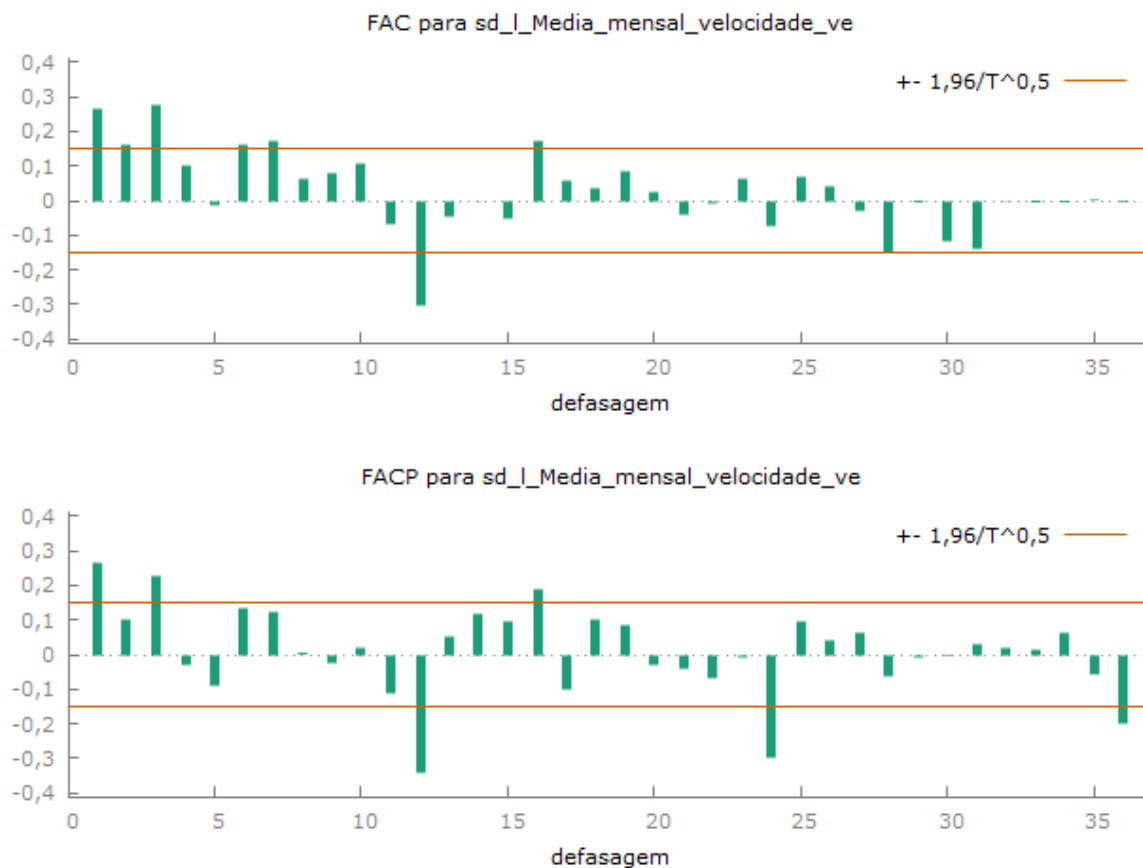 FAC para sd_l_Media_mensal_velocidade_ve
+- 1,96/T^0,5
0,4
0,3
0,2
0,1
0
-0,1
-0,2
-0,3
-0,4
0 5 10 15 20 25 30 35
defasagem
FACP para sd_l_Media_mensal_velocidade_ve
+- 1,96/T^0,5
0,4
0,3
0,2
0,1
0
-0,1
-0,2
-0,3
-0,4
0 5 10 15 20 25 30 35
defasagem